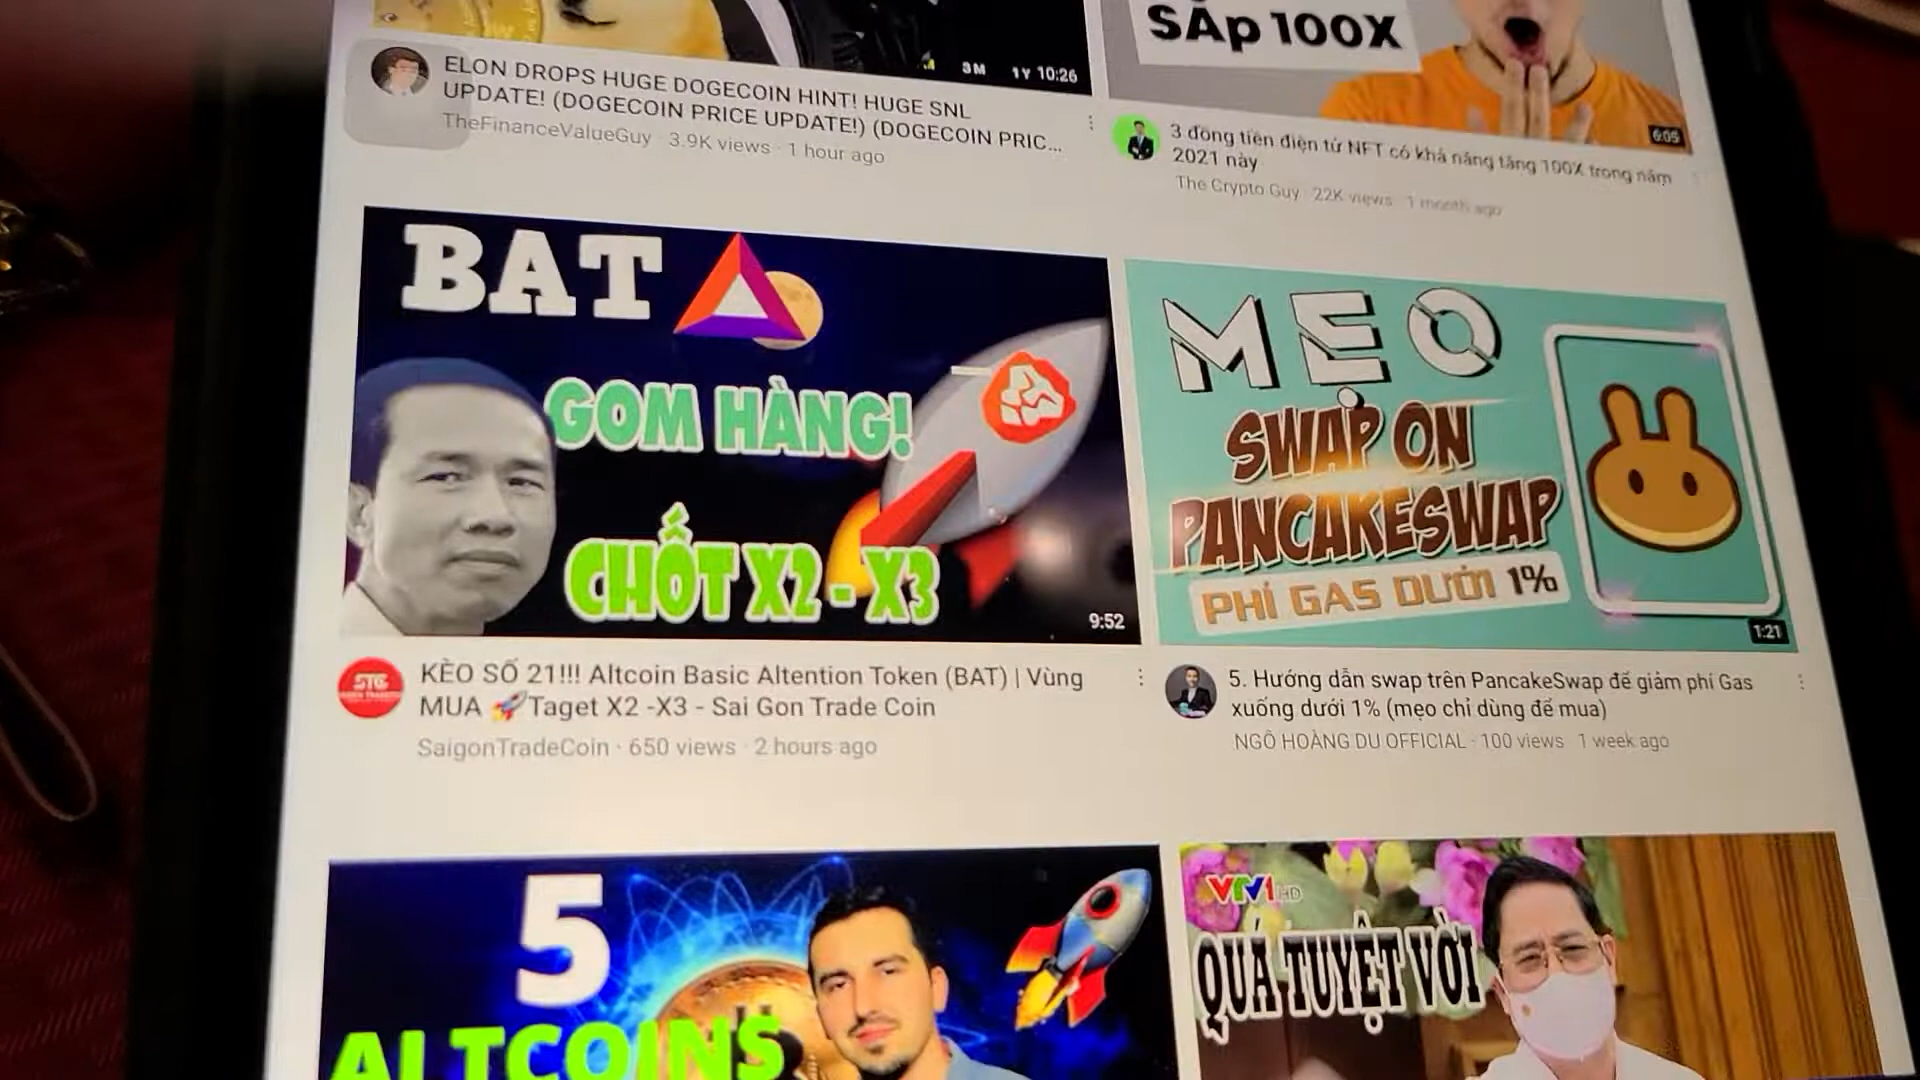 SẮp 100X
3M 1Y 10:26
6:05
ELON DROPS HUGE DOGECOIN HINT! HUGE SNL
UPDATE! (DOGECOIN PRICE UPDATE!) (DOGECOIN PRIC...
TheFinanceValueGuy · 3.9K views · 1 hour ago
3 đồng tiền điện tử NFT có khả năng tăng 100X trong năm
2021 này
The Crypto Guy · 22K views · 1 month ago
BAT
GOM HÀNG!
CHỐT X2 - X3
9:52
MẸO
SWAP ON
PANCAKESWAP
PHÍ GAS DƯỚI 1%
1:21
STC
KÈO SỐ 21!!! Altcoin Basic Altention Token (BAT) | Vùng
MUA 🚀Taget X2 -X3 - Sai Gon Trade Coin
SaigonTradeCoin · 650 views · 2 hours ago
5. Hướng dẫn swap trên PancakeSwap để giảm phí Gas
xuống dưới 1% (mẹo chỉ dùng để mua)
NGÔ HOÀNG DU OFFICIAL · 100 views · 1 week ago
5
ALTCOINS
VTV1 HD
QUÁ TUYỆT VỜI